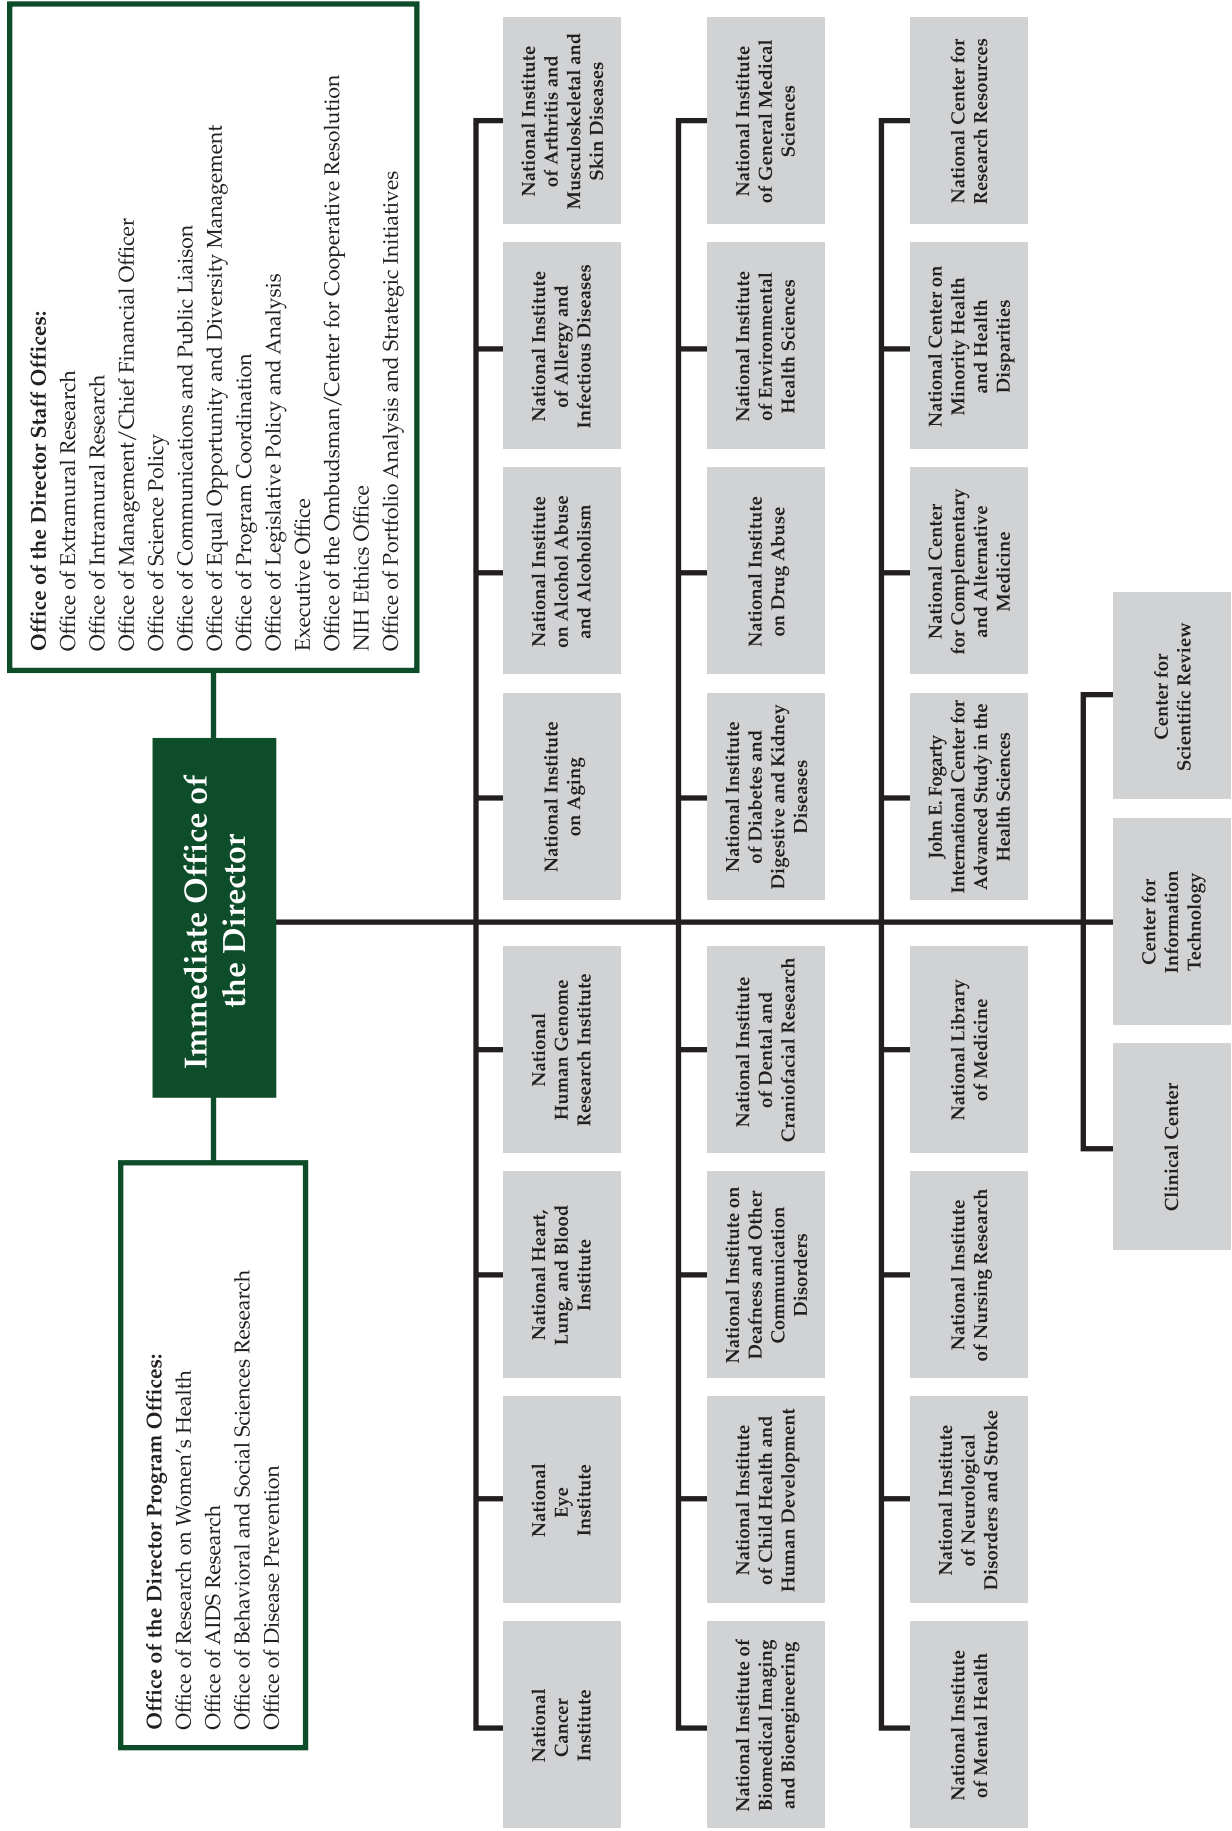 Immediate Office of
the Director
Office of the Director Program Offices:
Office of Research on Women's Health
Office of AIDS Research
Office of Behavioral and Social Sciences Research
Office of Disease Prevention
Office of the Director Staff Offices:
Office of Extramural Research
Office of Intramural Research
Office of Management/Chief Financial Officer
Office of Science Policy
Office of Communications and Public Liaison
Office of Equal Opportunity and Diversity Management
Office of Program Coordination
Office of Legislative Policy and Analysis
Executive Office
Office of the Ombudsman/Center for Cooperative Resolution
NIH Ethics Office
Office of Portfolio Analysis and Strategic Initiatives
National
Cancer
Institute
National
Eye
Institute
National Heart,
Lung, and Blood
Institute
National
Human Genome
Research Institute
National Institute
on Aging
National Institute
on Alcohol Abuse
and Alcoholism
National Institute
of Allergy and
Infectious Diseases
National Institute
of Arthritis and
Musculoskeletal and
Skin Diseases
National Institute of
Biomedical Imaging
and Bioengineering
National Institute
of Child Health and
Human Development
National Institute on
Deafness and Other
Communication
Disorders
National Institute
of Dental and
Craniofacial Research
National Institute
of Diabetes and
Digestive and Kidney
Diseases
National Institute
on Drug Abuse
National Institute
of Environmental
Health Sciences
National Institute
of General Medical
Sciences
National Institute
of Mental Health
National Institute
of Neurological
Disorders and Stroke
National Institute
of Nursing Research
National Library
of Medicine
John E. Fogarty
International Center for
Advanced Study in the
Health Sciences
National Center
for Complementary
and Alternative
Medicine
National Center on
Minority Health
and Health
Disparities
National Center for
Research Resources
Clinical Center
Center for
Information
Technology
Center for
Scientific Review